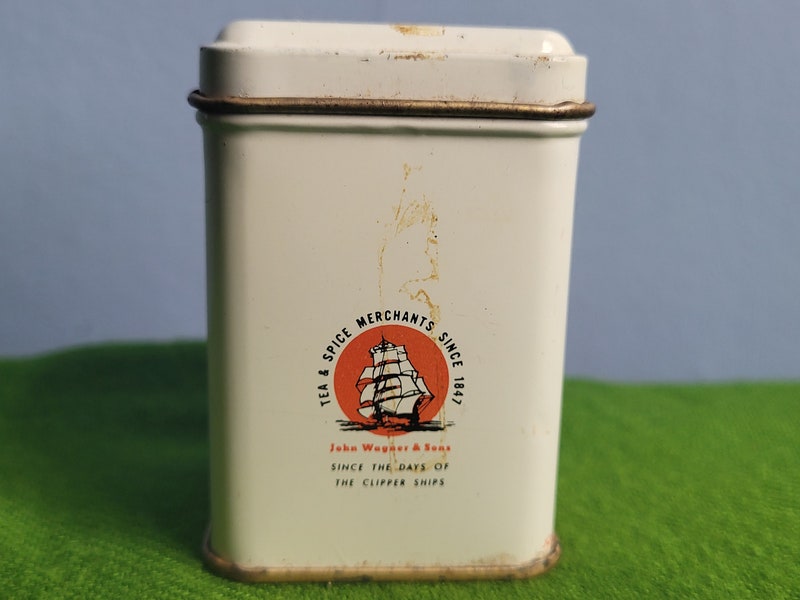 TEA & SPICE MERCHANTS SINCE 1847
John Wagner & Sons
SINCE THE DAYS OF
THE CLIPPER SHIPS